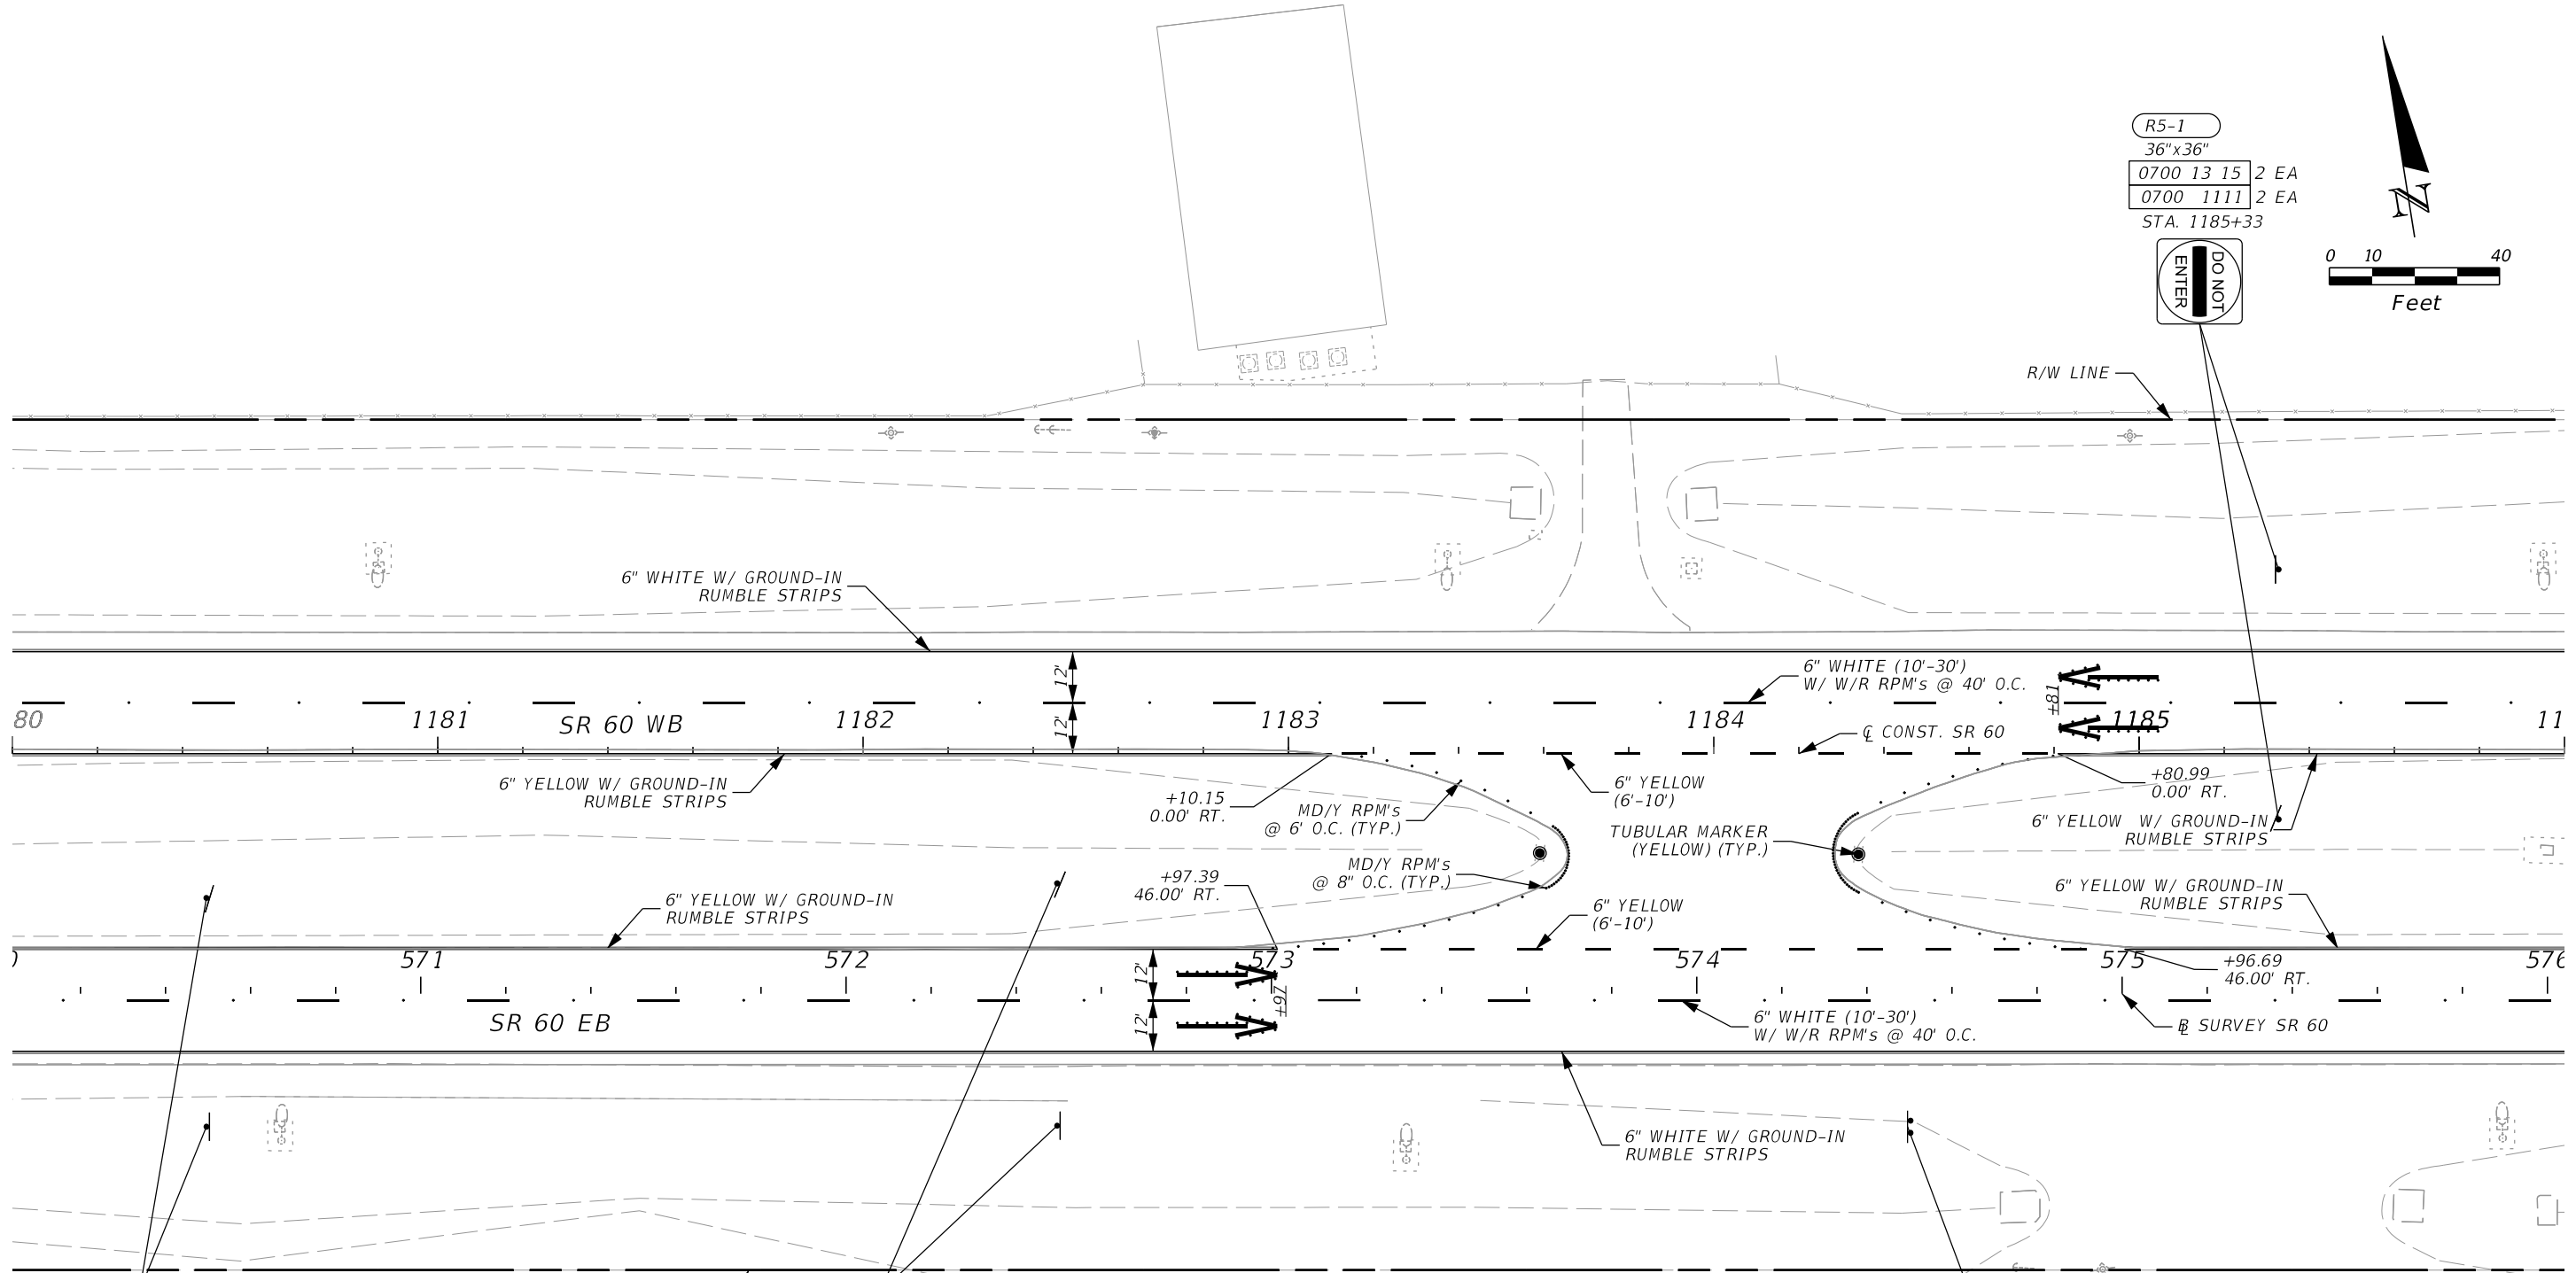 R5-1
36"x36"
0700 13 15 2 EA
0700 1111 2 EA
STA. 1185+33
DO NOT
ENTER
N
0 10 40
Feet
R/W LINE
6" WHITE W/ GROUND-IN
RUMBLE STRIPS
12'
12'
6" WHITE (10'-30')
W/ W/R RPM's @ 40' O.C.
+81
80 1181 SR 60 WB 1182 1183 1184 1185 11
℄ CONST. SR 60
6" YELLOW W/ GROUND-IN
RUMBLE STRIPS
+10.15
0.00' RT.
MD/Y RPM's
@ 6' O.C. (TYP.)
6" YELLOW
(6'-10')
+80.99
0.00' RT.
TUBULAR MARKER
(YELLOW) (TYP.)
6" YELLOW W/ GROUND-IN
RUMBLE STRIPS
MD/Y RPM's
@ 8" O.C. (TYP.)
+97.39
46.00' RT.
6" YELLOW W/ GROUND-IN
RUMBLE STRIPS
6" YELLOW
(6'-10')
6" YELLOW W/ GROUND-IN
RUMBLE STRIPS
571 572 573 574 575 576
+96.69
46.00' RT.
12'
12'
+97
SR 60 EB
6" WHITE (10'-30')
W/ W/R RPM's @ 40' O.C.
BL SURVEY SR 60
6" WHITE W/ GROUND-IN
RUMBLE STRIPS